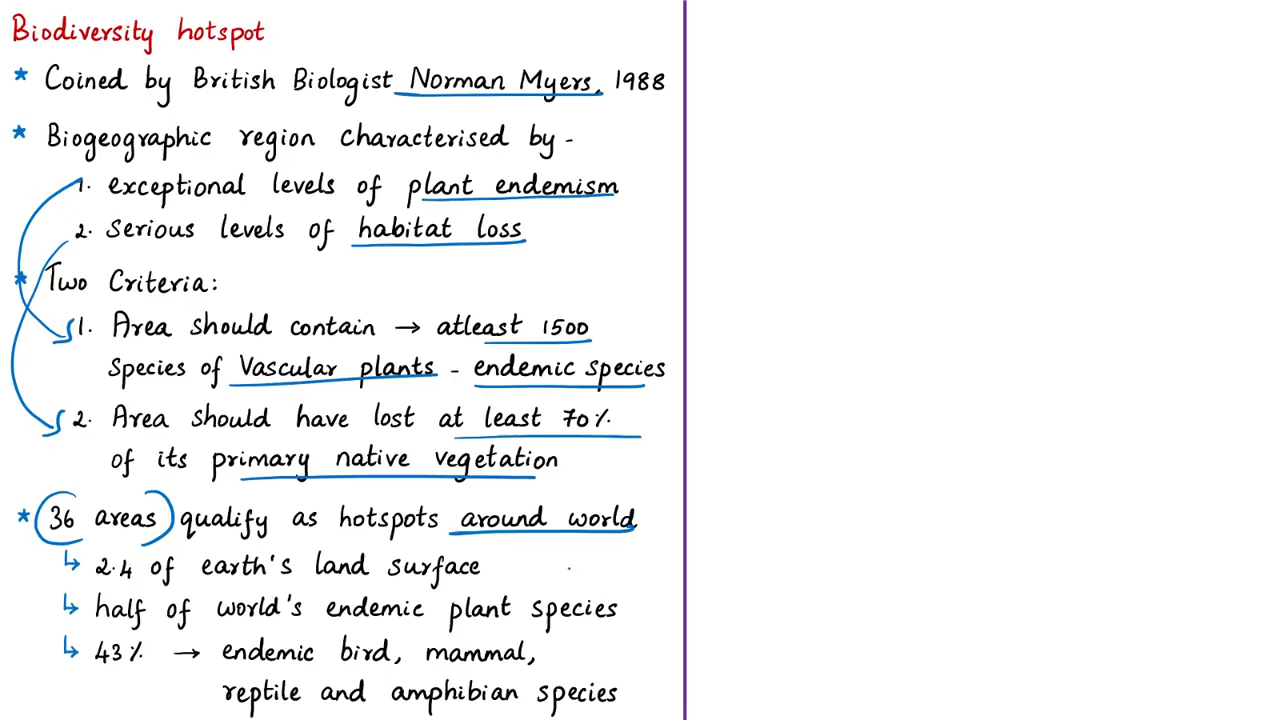 Biodiversity hotspot
* Coined by British Biologist Norman Myers, 1988
* Biogeographic region characterised by -
1. exceptional levels of plant endemism
2. serious levels of habitat loss
* Two Criteria:
1. Area should contain → atleast 1500
species of Vascular plants - endemic species
2. Area should have lost at least 70%
of its primary native vegetation
* 36 areas qualify as hotspots around world
↳ 2.4 of earth's land surface
↳ half of world's endemic plant species
↳ 43% → endemic bird, mammal,
reptile and amphibian species